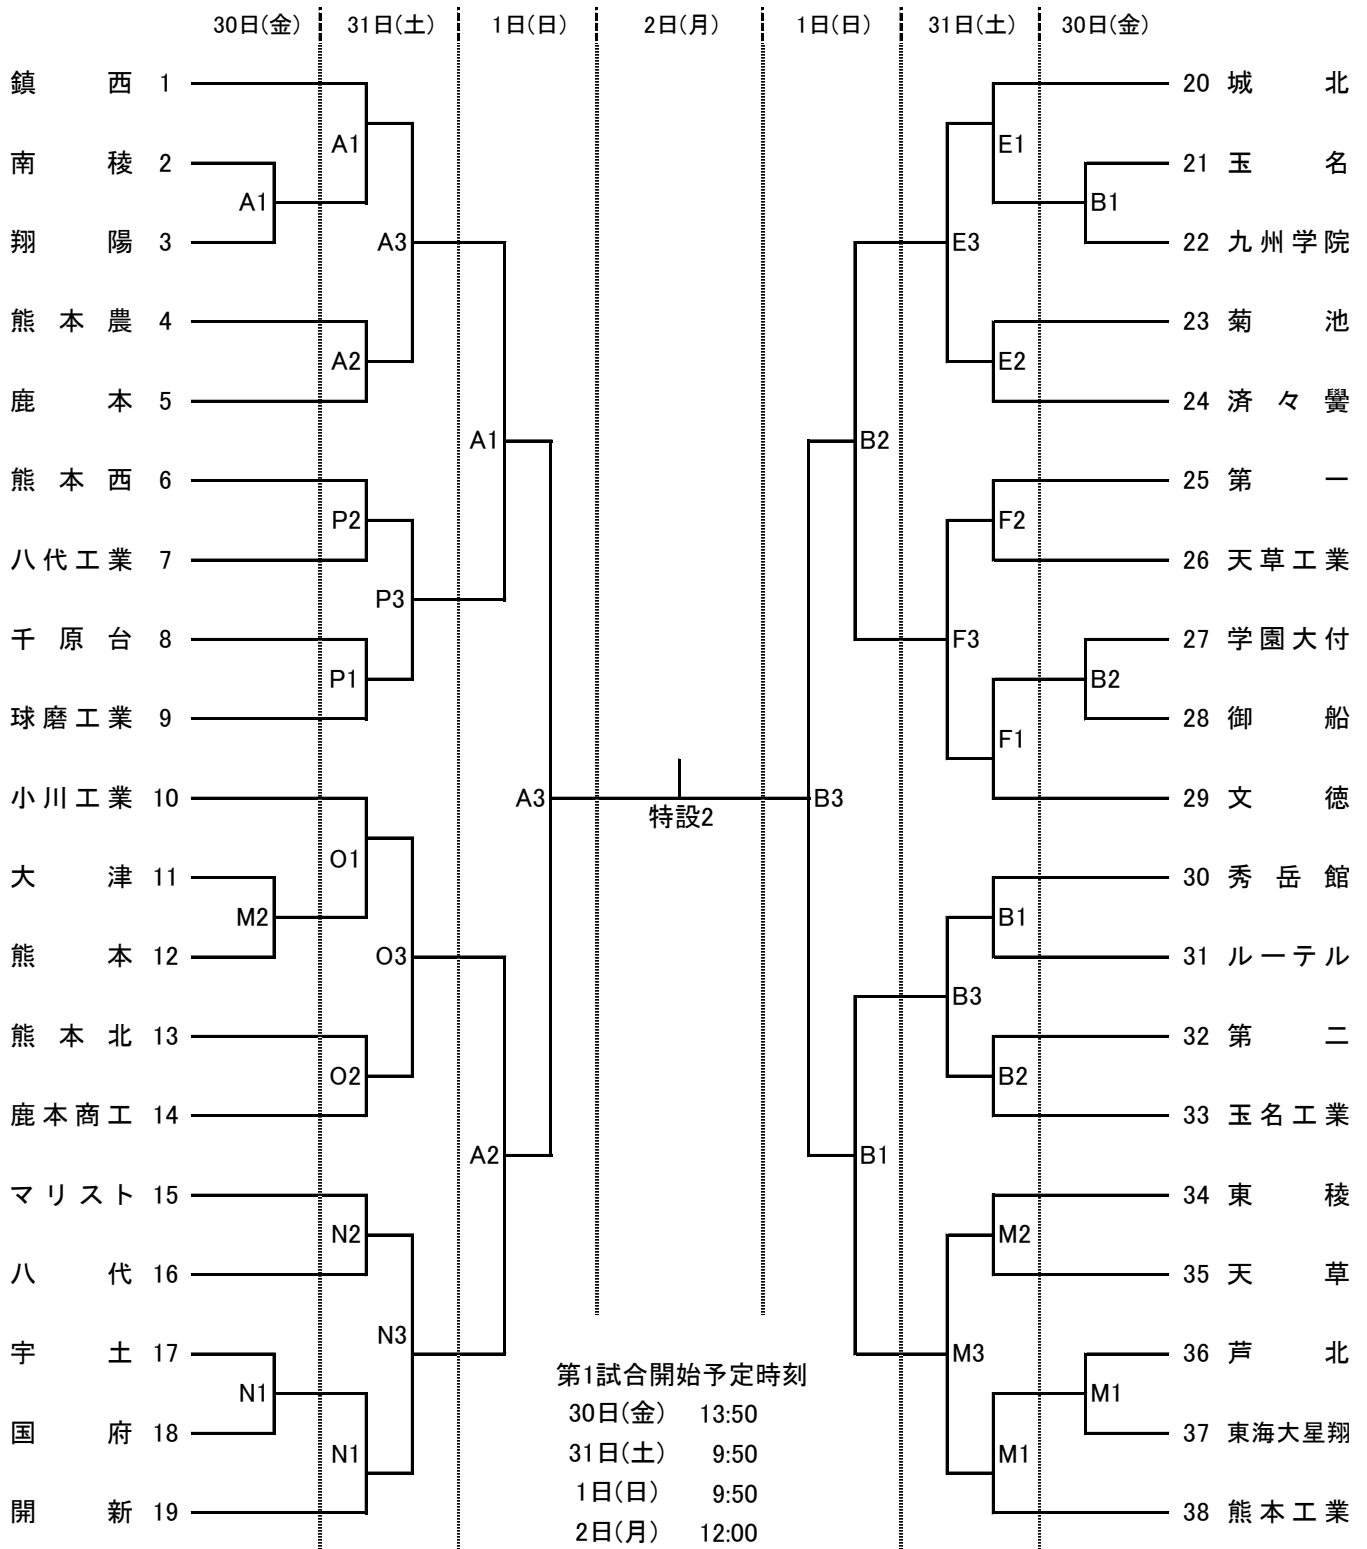 30日(金) 31日(土) 1日(日) 2日(月) 1日(日) 31日(土) 30日(金)
鎮西 1 20 城北
A1 E1
南稜 2 21 玉名
A1 B1
翔陽 3 A3 E3 22 九州学院
熊本農 4 23 菊池
A2 E2
鹿本 5 24 済々黌
A1 B2
熊本西 6 25 第一
P2 F2
八代工業 7 26 天草工業
P3
千原台 8 F3 27 学園大付
P1 B2
球磨工業 9 28 御船
F1
小川工業 10 A3 B3 29 文徳
特設2
O1
大津 11 30 秀岳館
M2 B1
熊本 12 O3 31 ルーテル
B3
熊本北 13 32 第二
O2 B2
鹿本商工 14 33 玉名工業
A2 B1
マリスト 15 34 東稜
N2 M2
八代 16 35 天草
N3
宇土 17 M3 36 芦北
第1試合開始予定時刻
N1 M1
30日(金) 13:50
国府 18 37 東海大星翔
N1 31日(土) 9:50 M1
1日(日) 9:50
開新 19 38 熊本工業
2日(月) 12:00